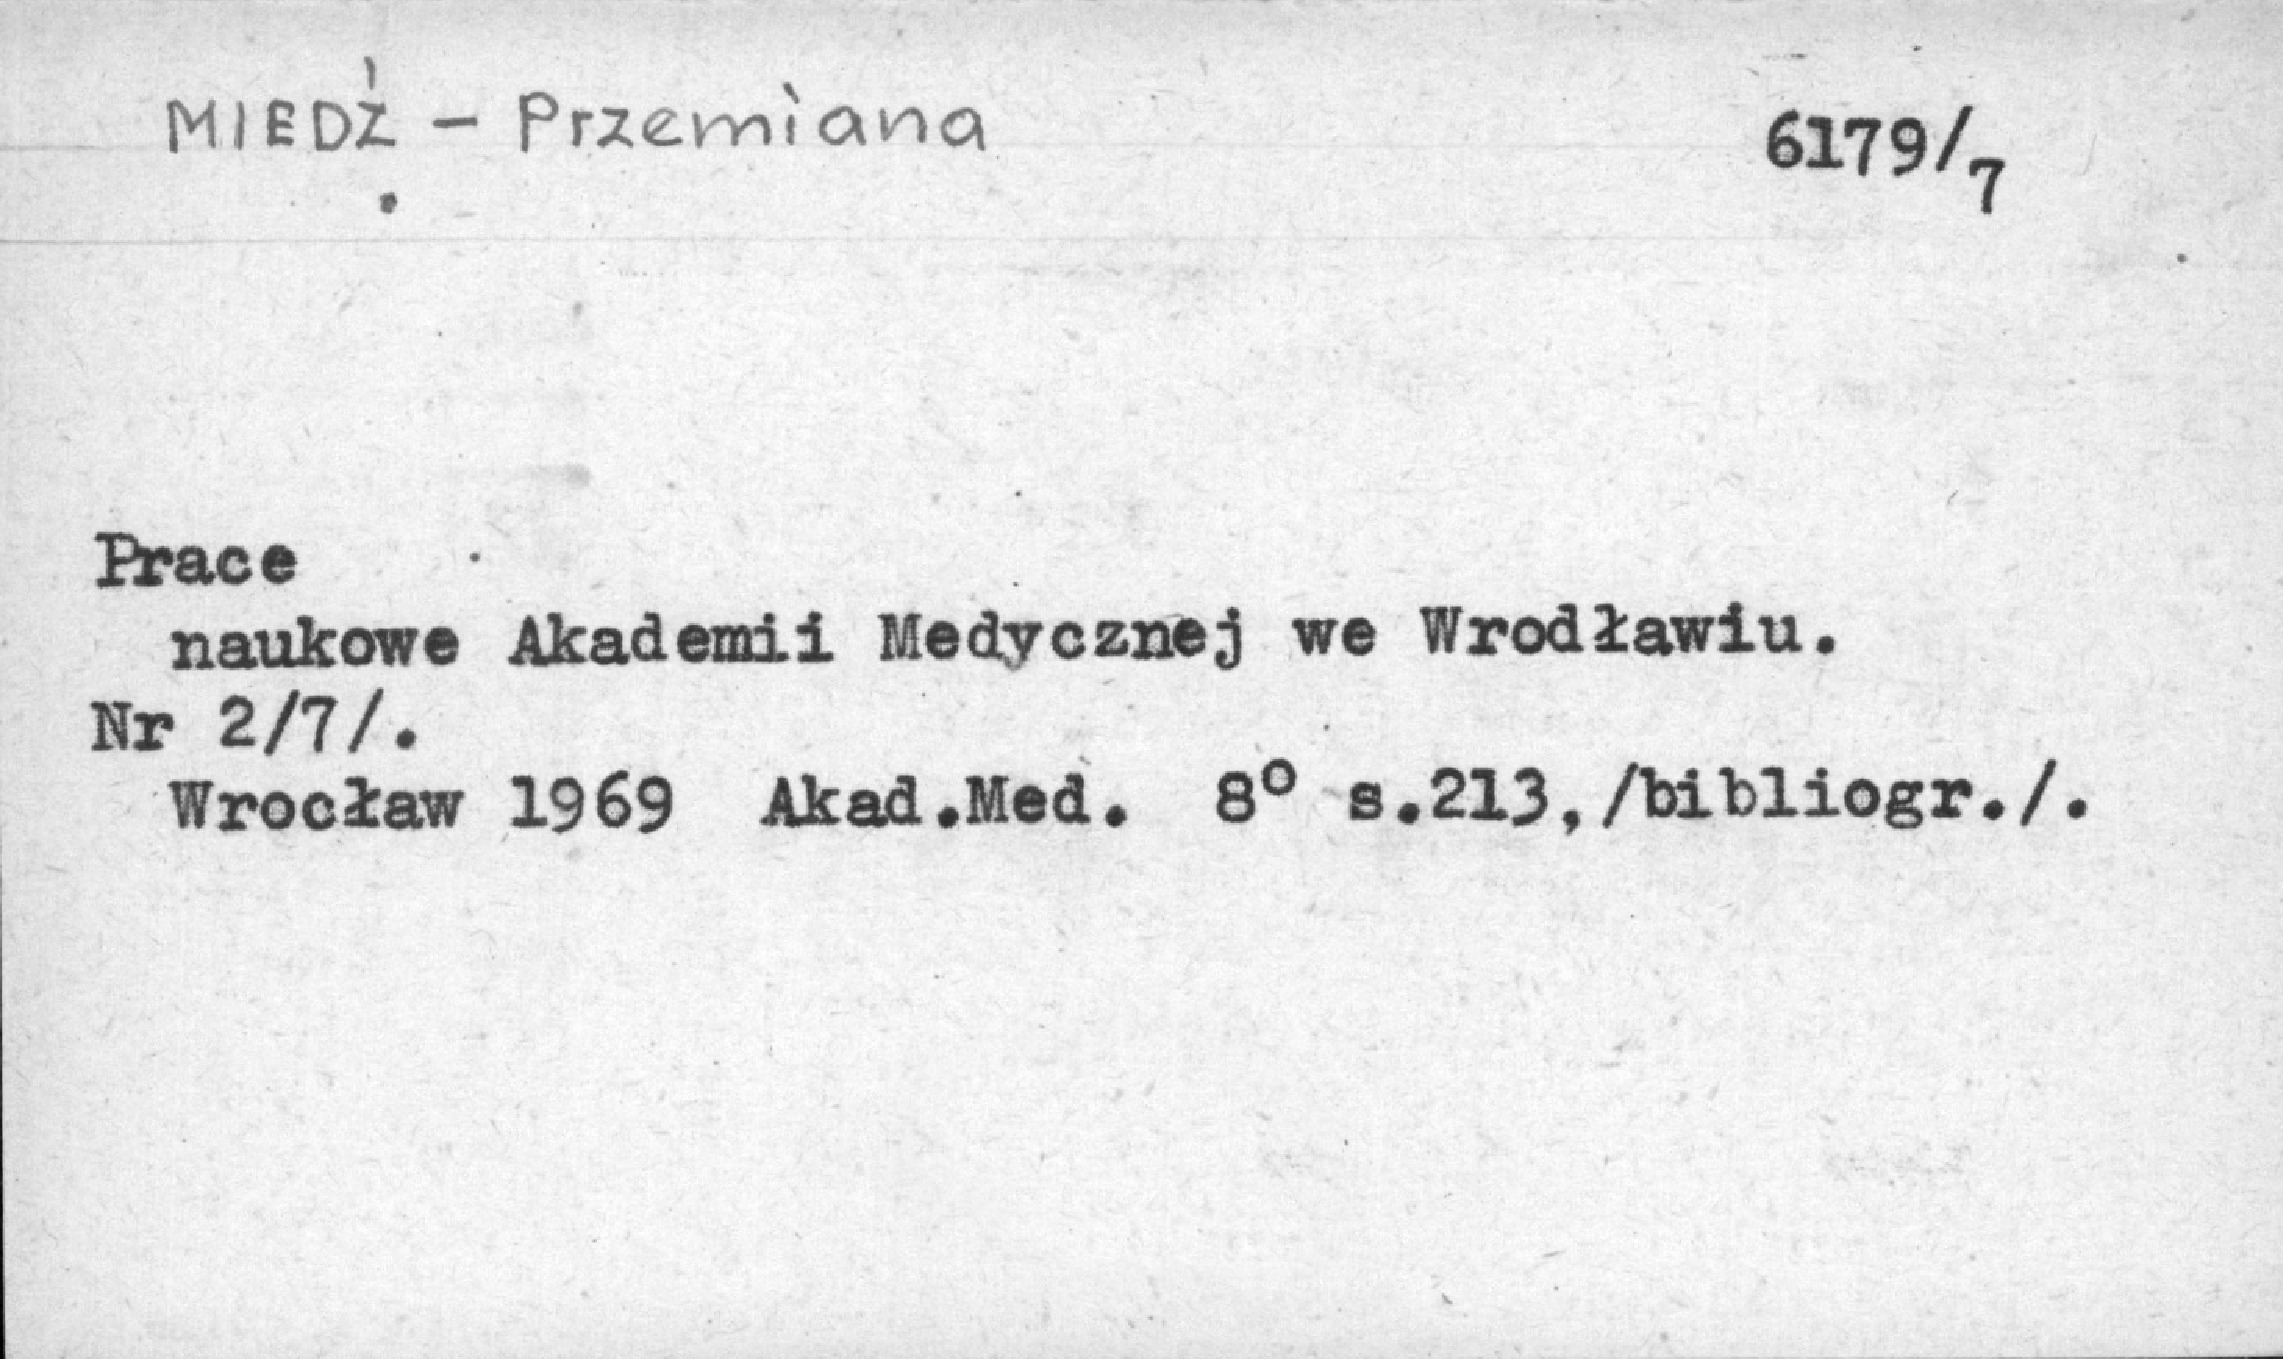 MIEDŹ - Przemiana
6179/7
Prace
naukowe Akademii Medycznej we Wrodławiu.
Nr 2/7/.
Wrocław 1969 Akad.Med. 8° s.213,/bibliogr./.